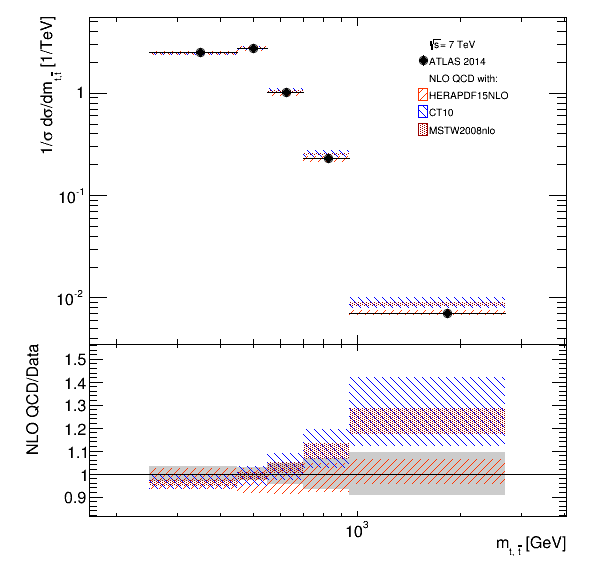 1/σ dσ/dm_{t,t̄} [1/TeV]
1
10⁻¹
10⁻²
√s = 7 TeV
ATLAS 2014
NLO QCD with:
HERAPDF15NLO
CT10
MSTW2008nlo
NLO QCD/Data
1.5
1.4
1.3
1.2
1.1
1
0.9
10³
m_{t, t̄} [GeV]